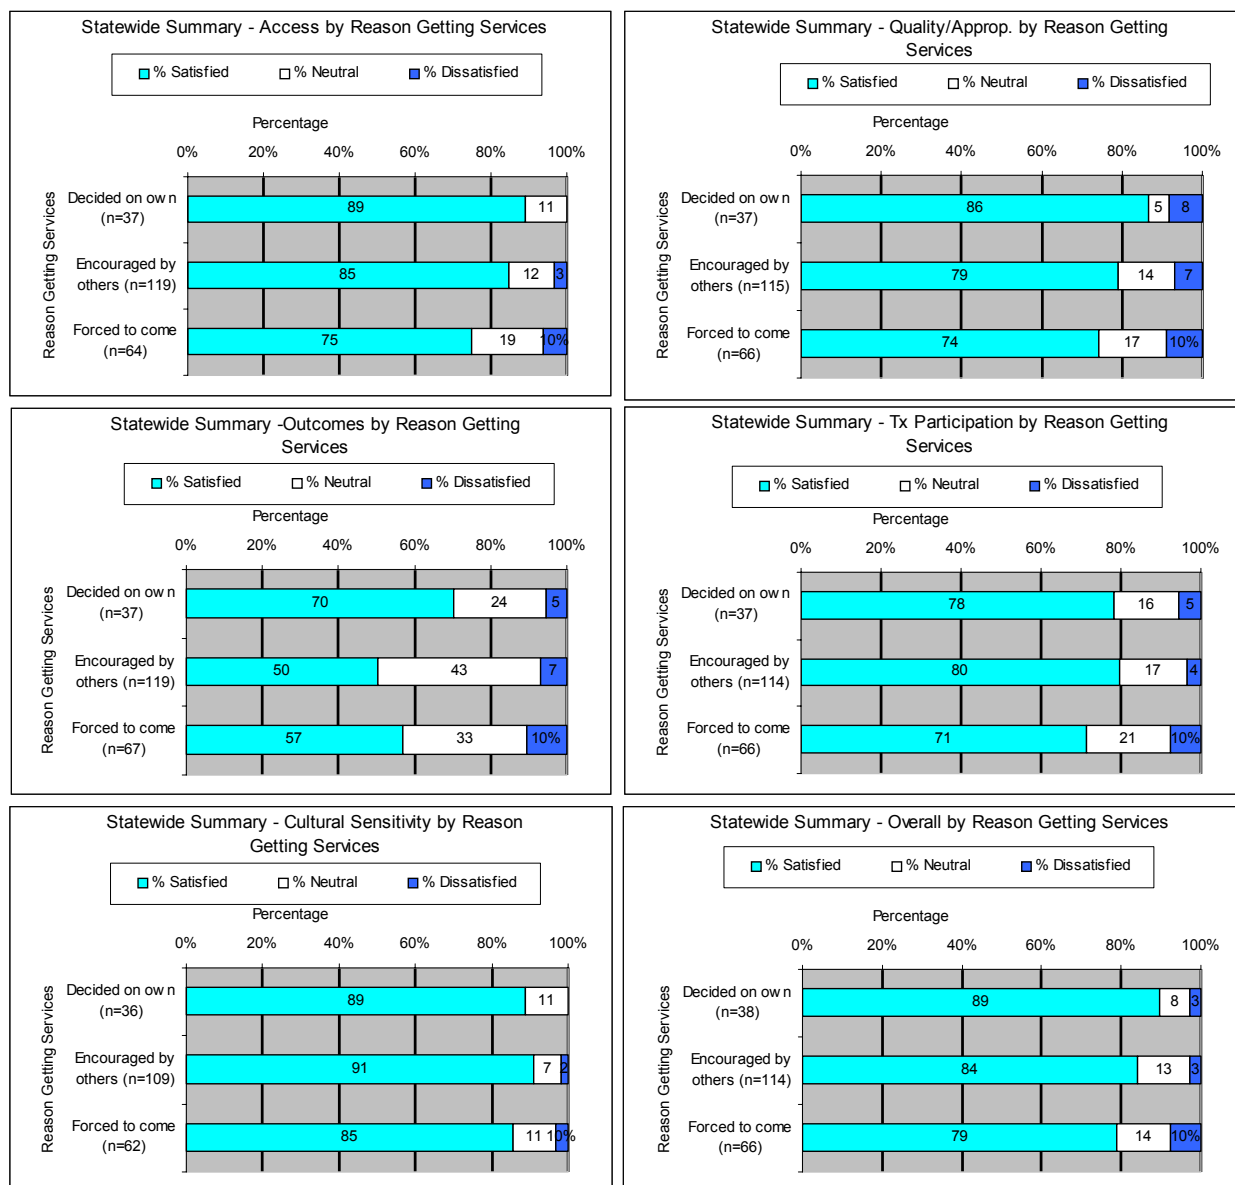 Statewide Summary - Access by Reason Getting Services
% Satisfied % Neutral % Dissatisfied
Percentage
0% 20% 40% 60% 80% 100%
Reason Getting Services
Decided on own
(n=37)
89 11
Encouraged by
others (n=119)
85 12 3
Forced to come
(n=64)
75 19 10%
Statewide Summary - Quality/Approp. by Reason Getting
Services
% Satisfied % Neutral % Dissatisfied
Percentage
0% 20% 40% 60% 80% 100%
Reason Getting Services
Decided on own
(n=37)
86 5 8
Encouraged by
others (n=115)
79 14 7
Forced to come
(n=66)
74 17 10%
Statewide Summary -Outcomes by Reason Getting
Services
% Satisfied % Neutral % Dissatisfied
Percentage
0% 20% 40% 60% 80% 100%
Reason Getting Services
Decided on own
(n=37)
70 24 5
Encouraged by
others (n=119)
50 43 7
Forced to come
(n=67)
57 33 10%
Statewide Summary - Tx Participation by Reason Getting
Services
% Satisfied % Neutral % Dissatisfied
Percentage
0% 20% 40% 60% 80% 100%
Reason Getting Services
Decided on own
(n=37)
78 16 5
Encouraged by
others (n=114)
80 17 4
Forced to come
(n=66)
71 21 10%
Statewide Summary - Cultural Sensitivity by Reason
Getting Services
% Satisfied % Neutral % Dissatisfied
Percentage
0% 20% 40% 60% 80% 100%
Reason Getting Services
Decided on own
(n=36)
89 11
Encouraged by
others (n=109)
91 7 2
Forced to come
(n=62)
85 11 10%
Statewide Summary - Overall by Reason Getting Services
% Satisfied % Neutral % Dissatisfied
Percentage
0% 20% 40% 60% 80% 100%
Reason Getting Services
Decided on own
(n=38)
89 8 3
Encouraged by
others (n=114)
84 13 3
Forced to come
(n=66)
79 14 10%